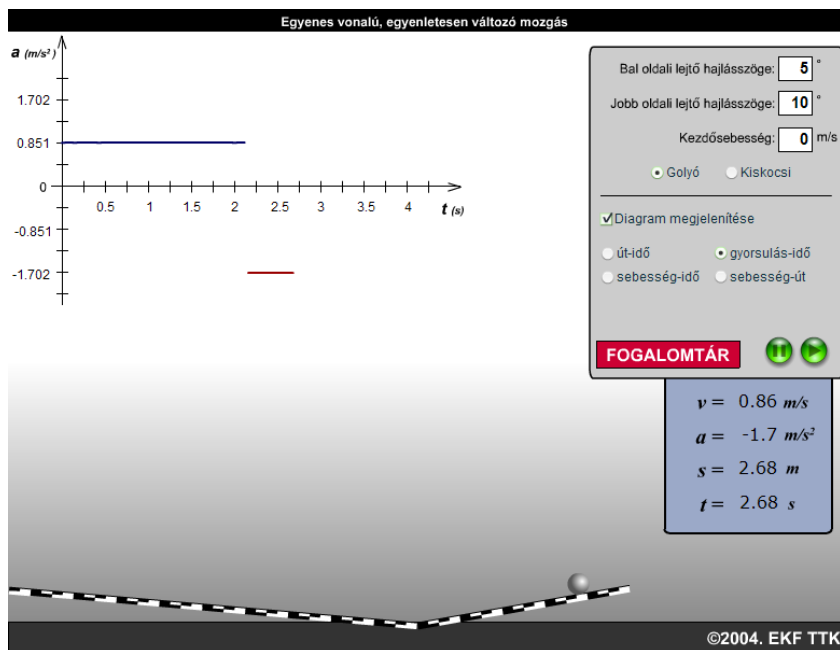 Egyenes vonalú, egyenletesen változó mozgás
a (m/s²)
1.702
0.851
0
-0.851
-1.702
0.5 1 1.5 2 2.5 3 3.5 4
t (s)
Bal oldali lejtő hajlásszöge: 5 °
Jobb oldali lejtő hajlásszöge: 10 °
Kezdősebesség: 0 m/s
Golyó Kiskocsi
Diagram megjelenítése
út-idő gyorsulás-idő
sebesség-idő sebesség-út
FOGALOMTÁR
v = 0.86 m/s
a = -1.7 m/s²
s = 2.68 m
t = 2.68 s
©2004. EKF TTK